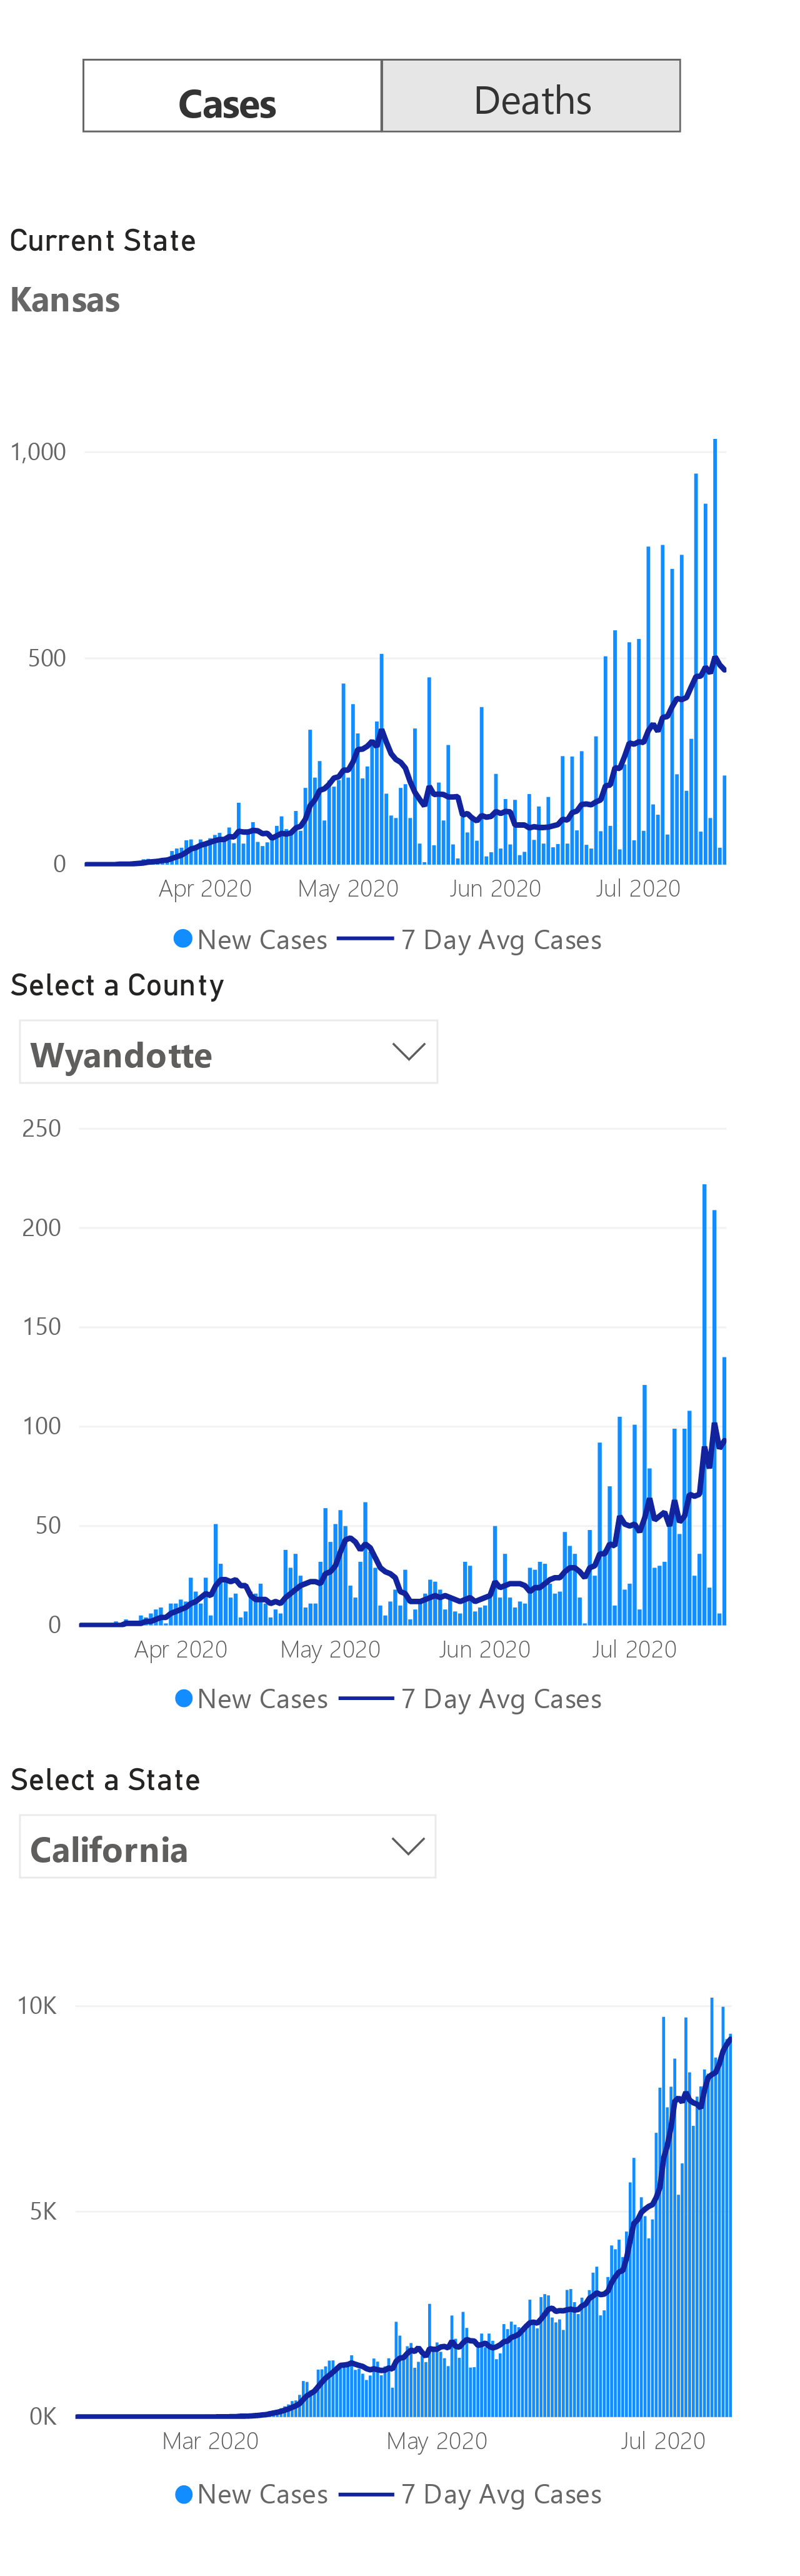 Cases Deaths
Current State
Kansas
1,000
500
0
Apr 2020 May 2020 Jun 2020 Jul 2020
New Cases 7 Day Avg Cases
Select a County
Wyandotte
250
200
150
100
50
0
Apr 2020 May 2020 Jun 2020 Jul 2020
New Cases 7 Day Avg Cases
Select a State
California
10K
5K
0K
Mar 2020 May 2020 Jul 2020
New Cases 7 Day Avg Cases